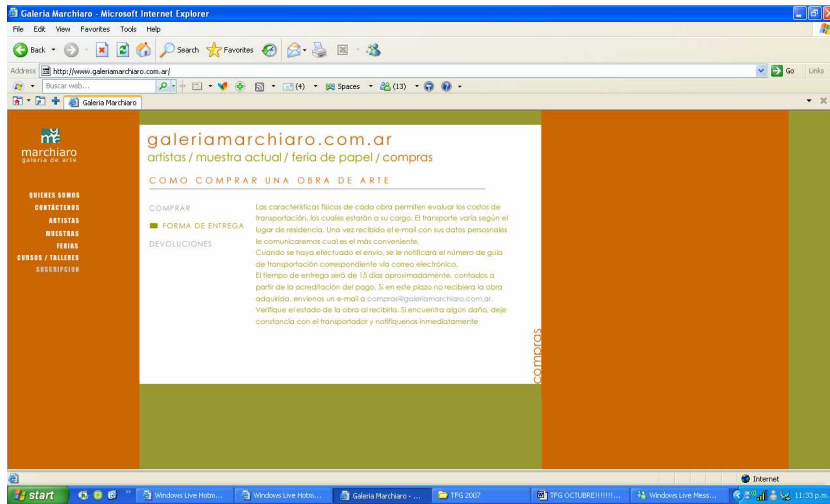 Galeria Marchiaro - Microsoft Internet Explorer
File Edit View Favorites Tools Help
Back Search Favorites
Address http://www.galeriamarchiaro.com.ar/ Go Links
Buscar web... (4) Spaces (13)
Galeria Marchiaro
marchiaro
galería de arte
QUIENES SOMOS
CONTÁCTENOS
ARTISTAS
MUESTRAS
FERIAS
CURSOS / TALLERES
SUSCRIPCION
galeriamarchiaro.com.ar
artistas / muestra actual / feria de papel / compras
COMO COMPRAR UNA OBRA DE ARTE
COMPRAR
FORMA DE ENTREGA
DEVOLUCIONES
Las características físicas de cada obra permiten evaluar los costos de
transportación, los cuales estarán a su cargo. El transporte varía según el
lugar de residencia. Una vez recibido el e-mail con sus datos persosnales
le comunicaremos cual es el más conveniente.
Cuando se haya efectuado el envío, se le notificara el número de guía
de transportación correspondiente vía correo electrónico.
El tiempo de entrega será de 15 días aproximadamente, contados a
partir de la acreditación del pago. Si en este plazo no recibiera la obra
adquirida, envienos un e-mail a compras@galeriamarchiaro.com.ar.
Verifique el estado de la obra al recibirla. Si encuentra algún daño, deje
constancia con el transportador y notifíquenos inmediatamente
compras
Internet
start Windows Live Hotm... Windows Live Hotm... Galeria Marchiaro - ... TFG 2007 TFG OCTUBRE!!!!!!!... Windows Live Mess... 11:33 p.m.